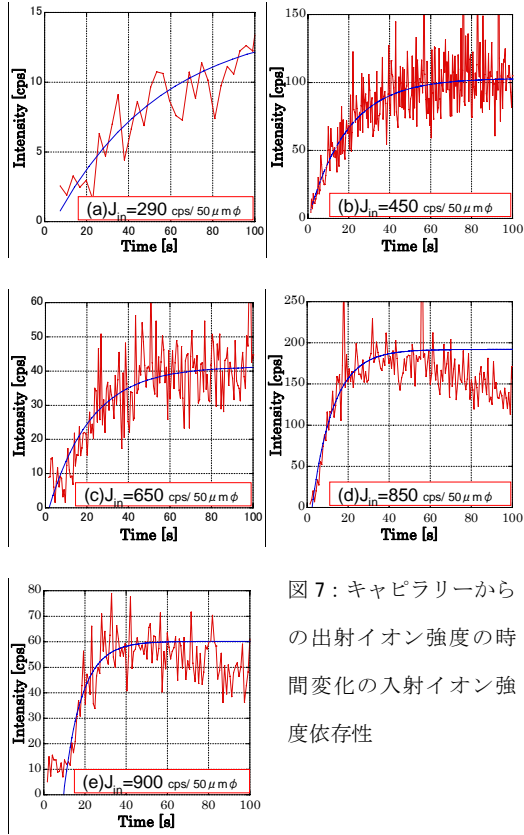 15
10
5
0
Intensity [cps]
(a)J_in=290 cps/ 50μmφ
0 20 40 60 80 100
Time [s]
150
100
50
0
Intensity [cps]
(b)J_in=450 cps/ 50μmφ
0 20 40 60 80 100
Time [s]
60
50
40
30
20
10
0
Intensity [cps]
(c)J_in=650 cps/ 50μmφ
0 20 40 60 80 100
Time [s]
250
200
150
100
50
0
Intensity [cps]
(d)J_in=850 cps/ 50μmφ
0 20 40 60 80 100
Time [s]
80
70
60
50
40
30
20
10
0
Intensity [cps]
(e)J_in=900 cps/ 50μmφ
0 20 40 60 80 100
Time [s]
図 7：キャピラリーから
の出射イオン強度の時
間変化の入射イオン強
度依存性